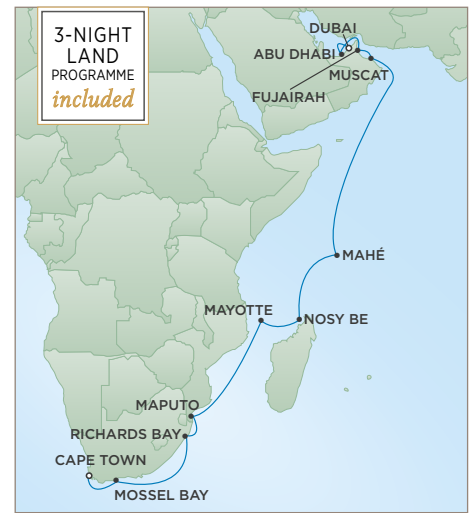 3-NIGHT
LAND
PROGRAMME
included
DUBAI
ABU DHABI
MUSCAT
FUJAIRAH
MAHÉ
MAYOTTE
NOSY BE
MAPUTO
RICHARDS BAY
CAPE TOWN
MOSSEL BAY